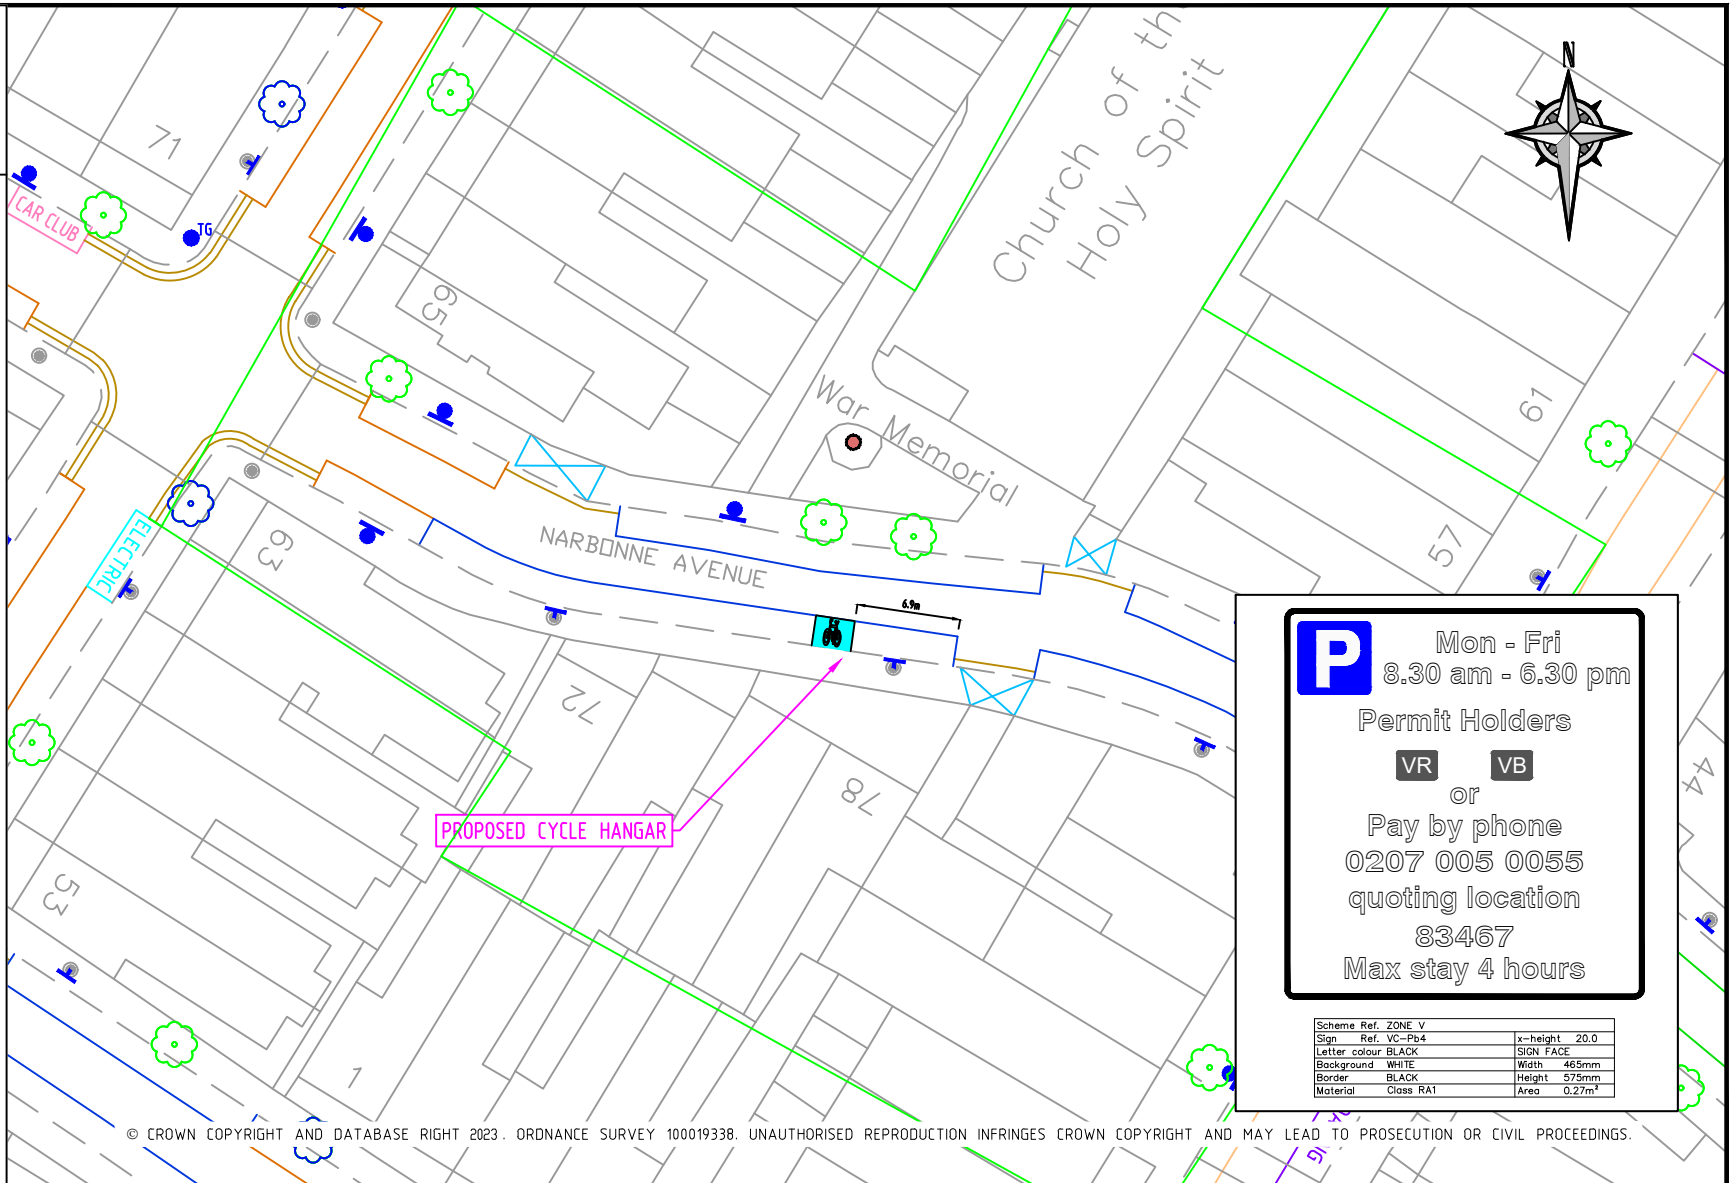 N
Church of th
Holy Spirit
71
TG
CAR CLUB
65
War Memorial
61
57
NARBONNE AVENUE
6.9m
ELECTRIC
63
72
78
PROPOSED CYCLE HANGAR
53
1
44
P
Mon - Fri
8.30 am - 6.30 pm
Permit Holders
VR VB
or
Pay by phone
0207 005 0055
quoting location
83467
Max stay 4 hours
Scheme Ref. ZONE V
Sign Ref. VC-Pb4 x-height 20.0
Letter colour BLACK SIGN FACE
Background WHITE Width 465mm
Border BLACK Height 575mm
Material Class RA1 Area 0.27m²
© CROWN COPYRIGHT AND DATABASE RIGHT 2023. ORDNANCE SURVEY 100019338. UNAUTHORISED REPRODUCTION INFRINGES CROWN COPYRIGHT AND MAY LEAD TO PROSECUTION OR CIVIL PROCEEDINGS.